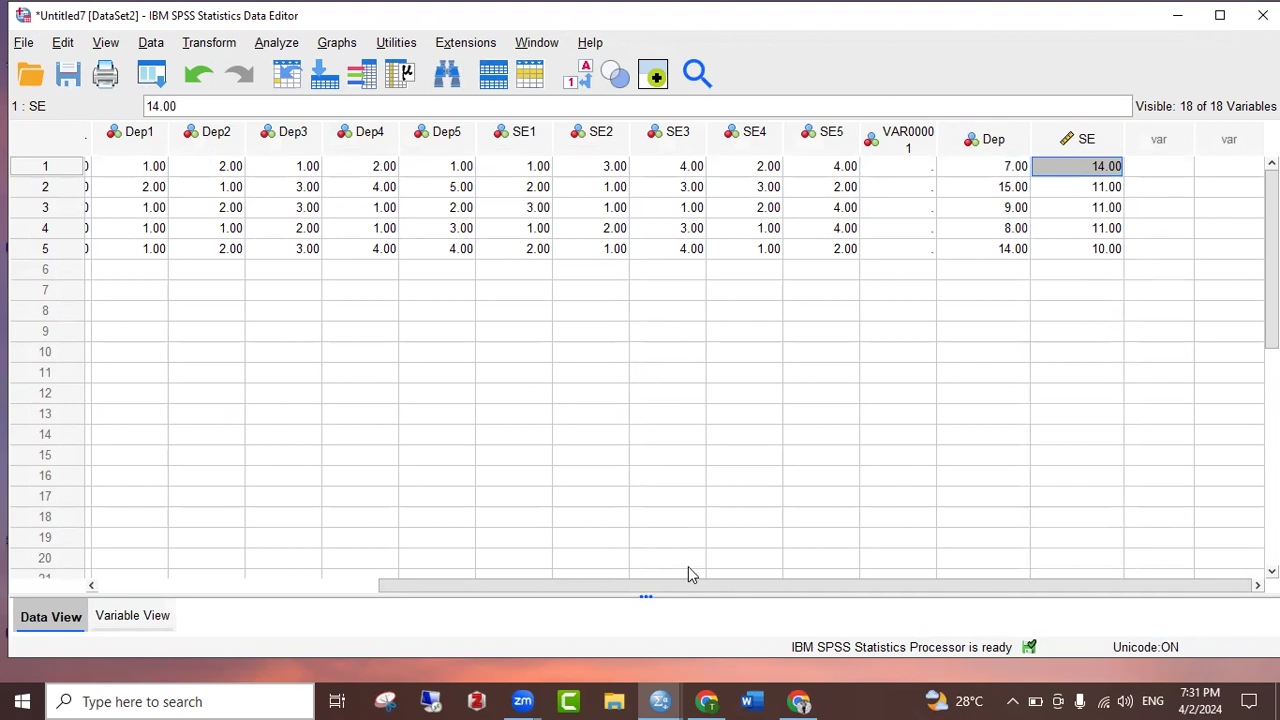 *Untitled7 [DataSet2] - IBM SPSS Statistics Data Editor
File Edit View Data Transform Analyze Graphs Utilities Extensions Window Help
1 : SE 14.00 Visible: 18 of 18 Variables
Dep1 Dep2 Dep3 Dep4 Dep5 SE1 SE2 SE3 SE4 SE5 VAR0000 1 Dep SE var var
1 1.00 2.00 1.00 2.00 1.00 1.00 3.00 4.00 2.00 4.00 . 7.00 14.00
2 2.00 1.00 3.00 4.00 5.00 2.00 1.00 3.00 3.00 2.00 . 15.00 11.00
3 1.00 2.00 3.00 1.00 2.00 3.00 1.00 1.00 2.00 4.00 . 9.00 11.00
4 1.00 1.00 2.00 1.00 3.00 1.00 2.00 3.00 1.00 4.00 . 8.00 11.00
5 1.00 2.00 3.00 4.00 4.00 2.00 1.00 4.00 1.00 2.00 . 14.00 10.00
6
7
8
9
10
11
12
13
14
15
16
17
18
19
20
Data View Variable View
IBM SPSS Statistics Processor is ready Unicode:ON
Type here to search 28°C ENG 7:31 PM
4/2/2024